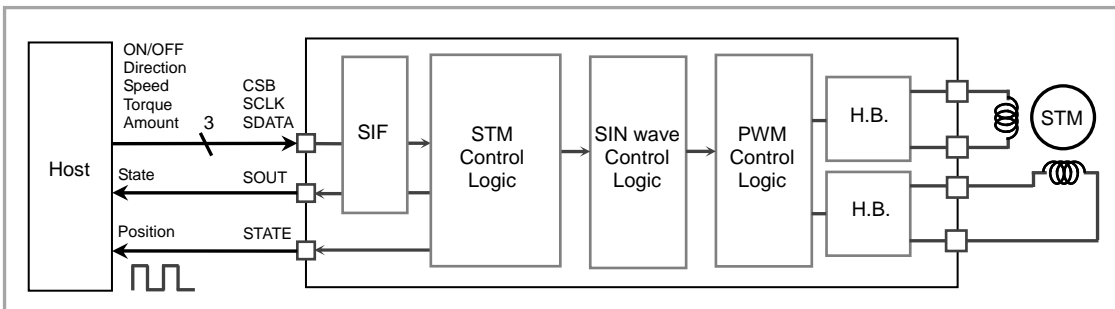 ON/OFF
Direction
Speed
Torque
Amount
3
CSB
SCLK
SDATA
Host
State
SOUT
Position
STATE
SIF
STM
Control
Logic
SIN wave
Control
Logic
PWM
Control
Logic
H.B.
H.B.
STM